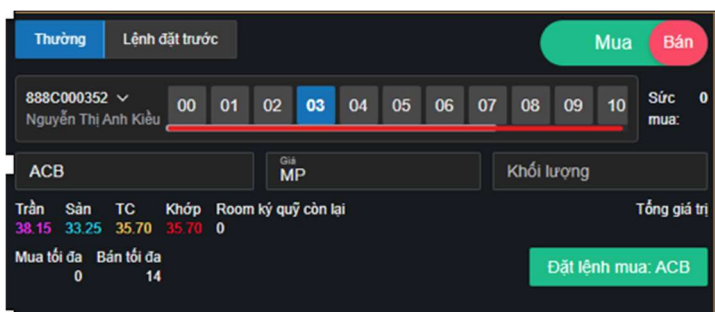 Thường Lệnh đặt trước Mua Bán
888C000352 00 01 02 03 04 05 06 07 08 09 10 Sức mua: 0
Nguyễn Thị Anh Kiều
ACB Giá MP Khối lượng
Trần Sàn TC Khớp Room ký quỹ còn lại Tổng giá trị
38.15 33.25 35.70 35.70 0
Mua tối đa Bán tối đa
0 14
Đặt lệnh mua: ACB